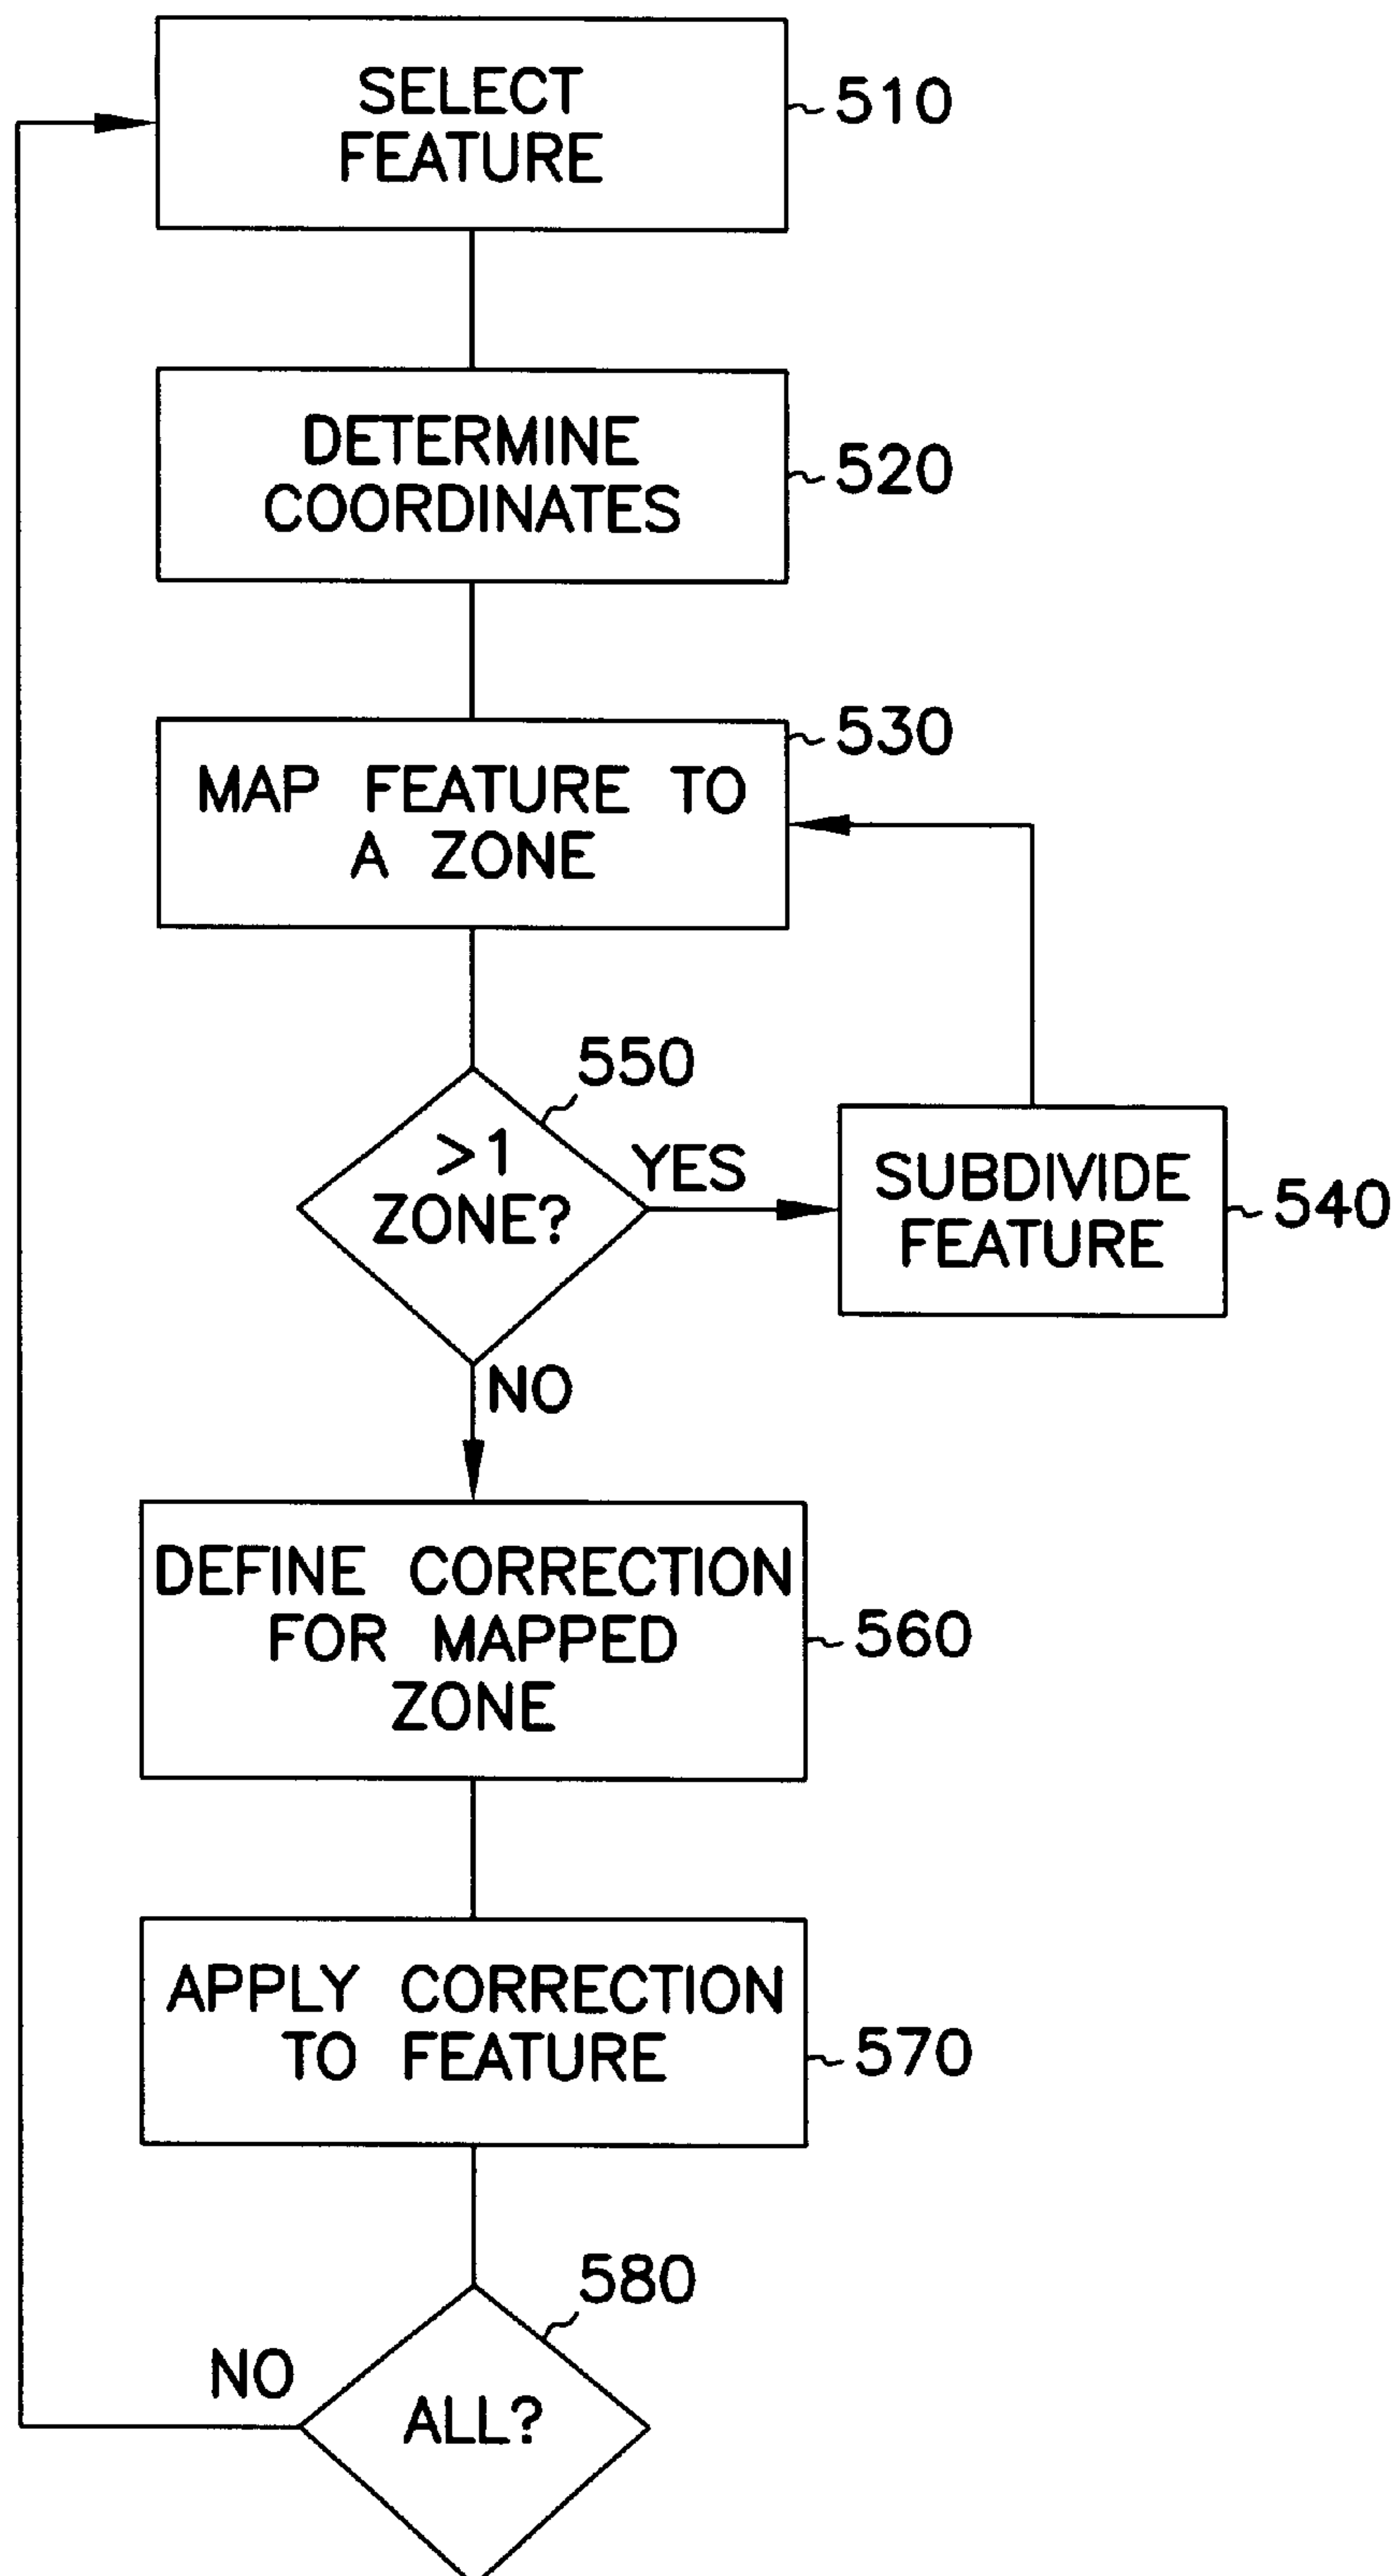 SELECT
FEATURE
510
DETERMINE
COORDINATES
520
530
MAP FEATURE TO
A ZONE
550
>1
ZONE?
YES
SUBDIVIDE
FEATURE
540
NO
DEFINE CORRECTION
FOR MAPPED
ZONE
560
APPLY CORRECTION
TO FEATURE
570
580
NO
ALL?